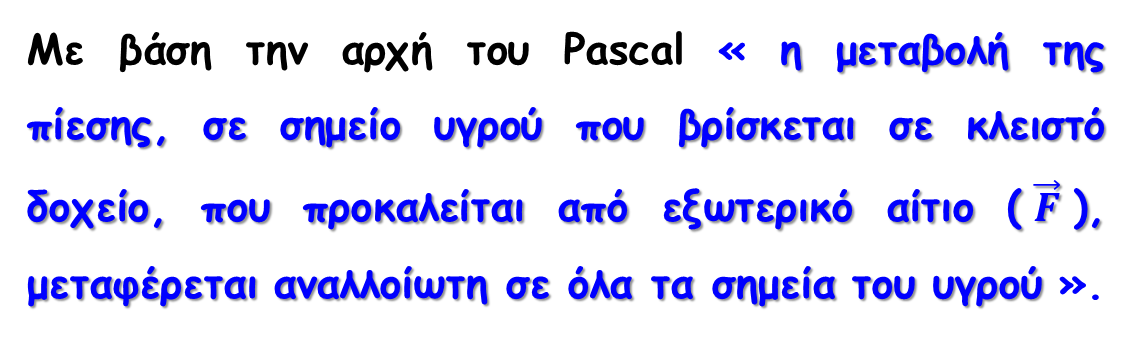 Με βάση την αρχή του Pascal « η μεταβολή της
πίεσης, σε σημείο υγρού που βρίσκεται σε κλειστό
δοχείο, που προκαλείται από εξωτερικό αίτιο ( F⃗ ),
μεταφέρεται αναλλοίωτη σε όλα τα σημεία του υγρού ».